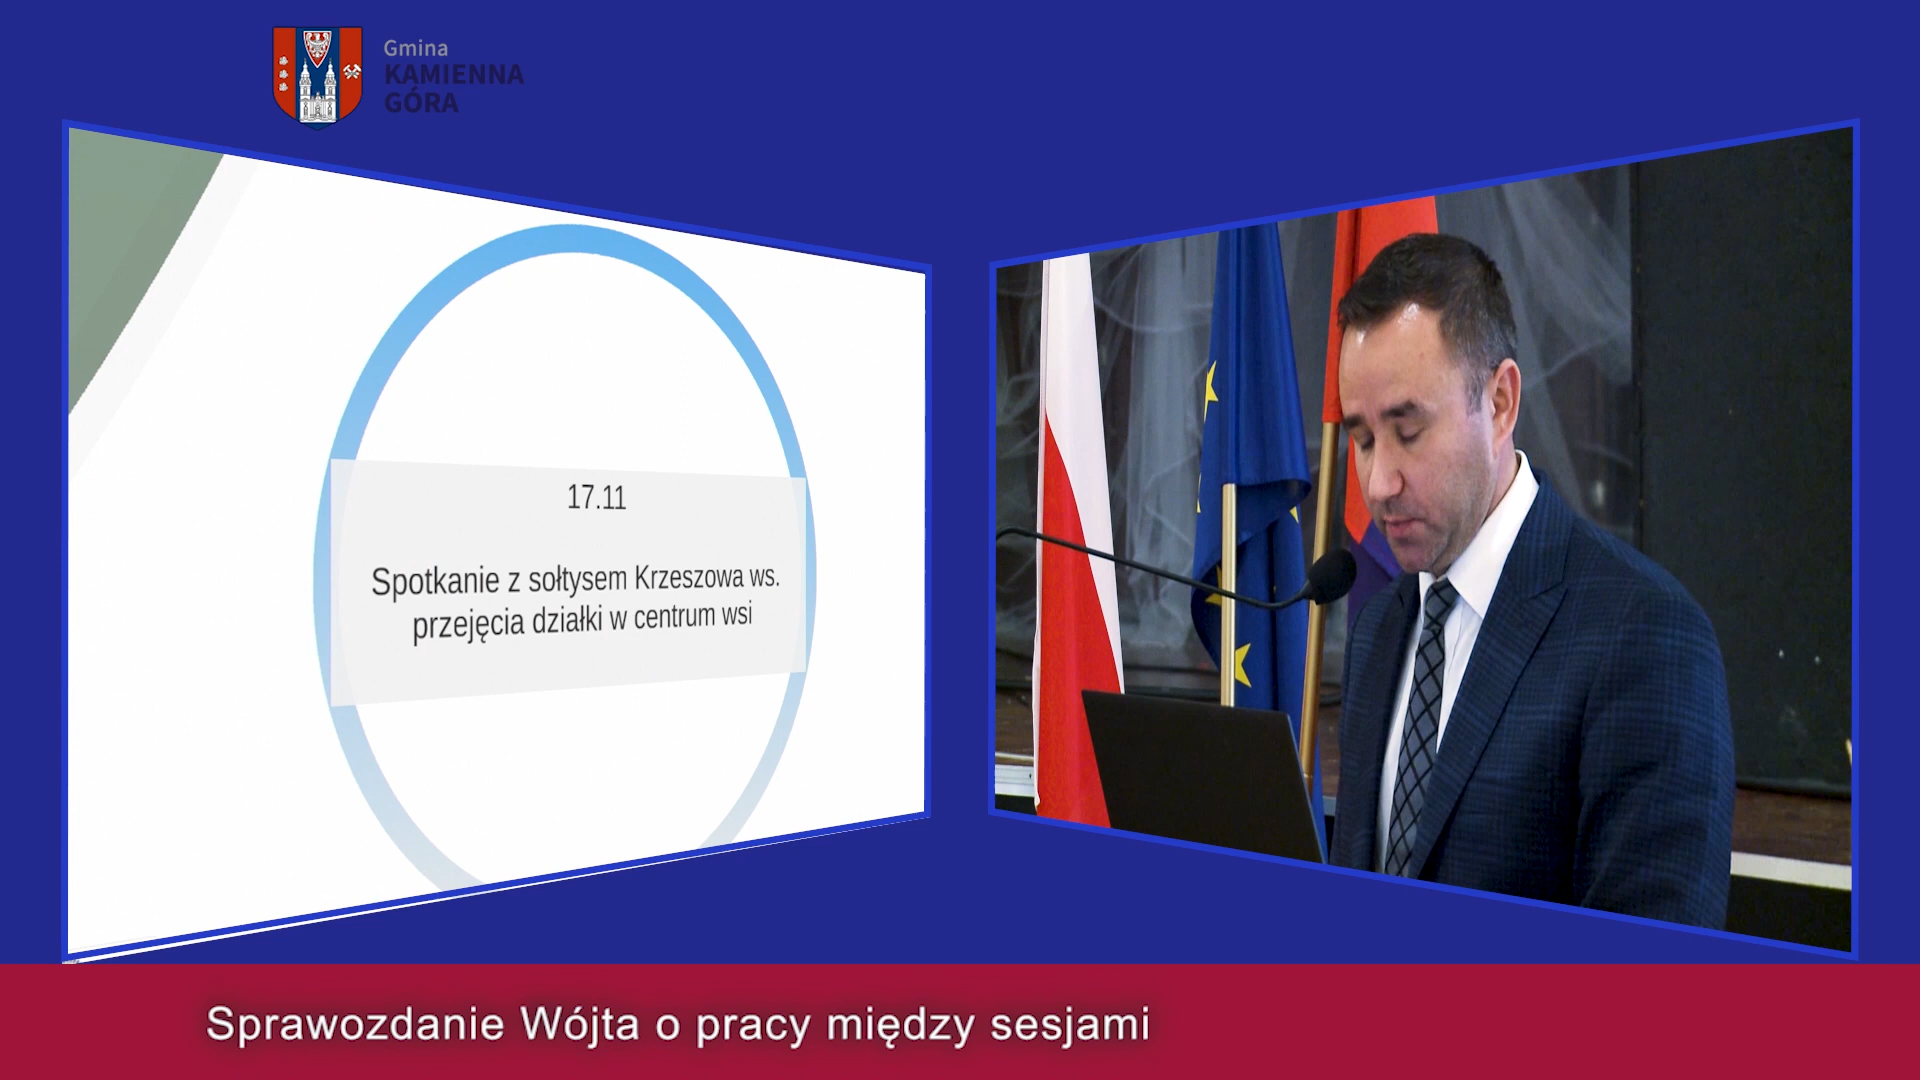 Gmina
KAMIENNA
GÓRA
17.11
Spotkanie z sołtysem Krzeszowa ws.
przejęcia działki w centrum wsi
Sprawozdanie Wójta o pracy między sesjami